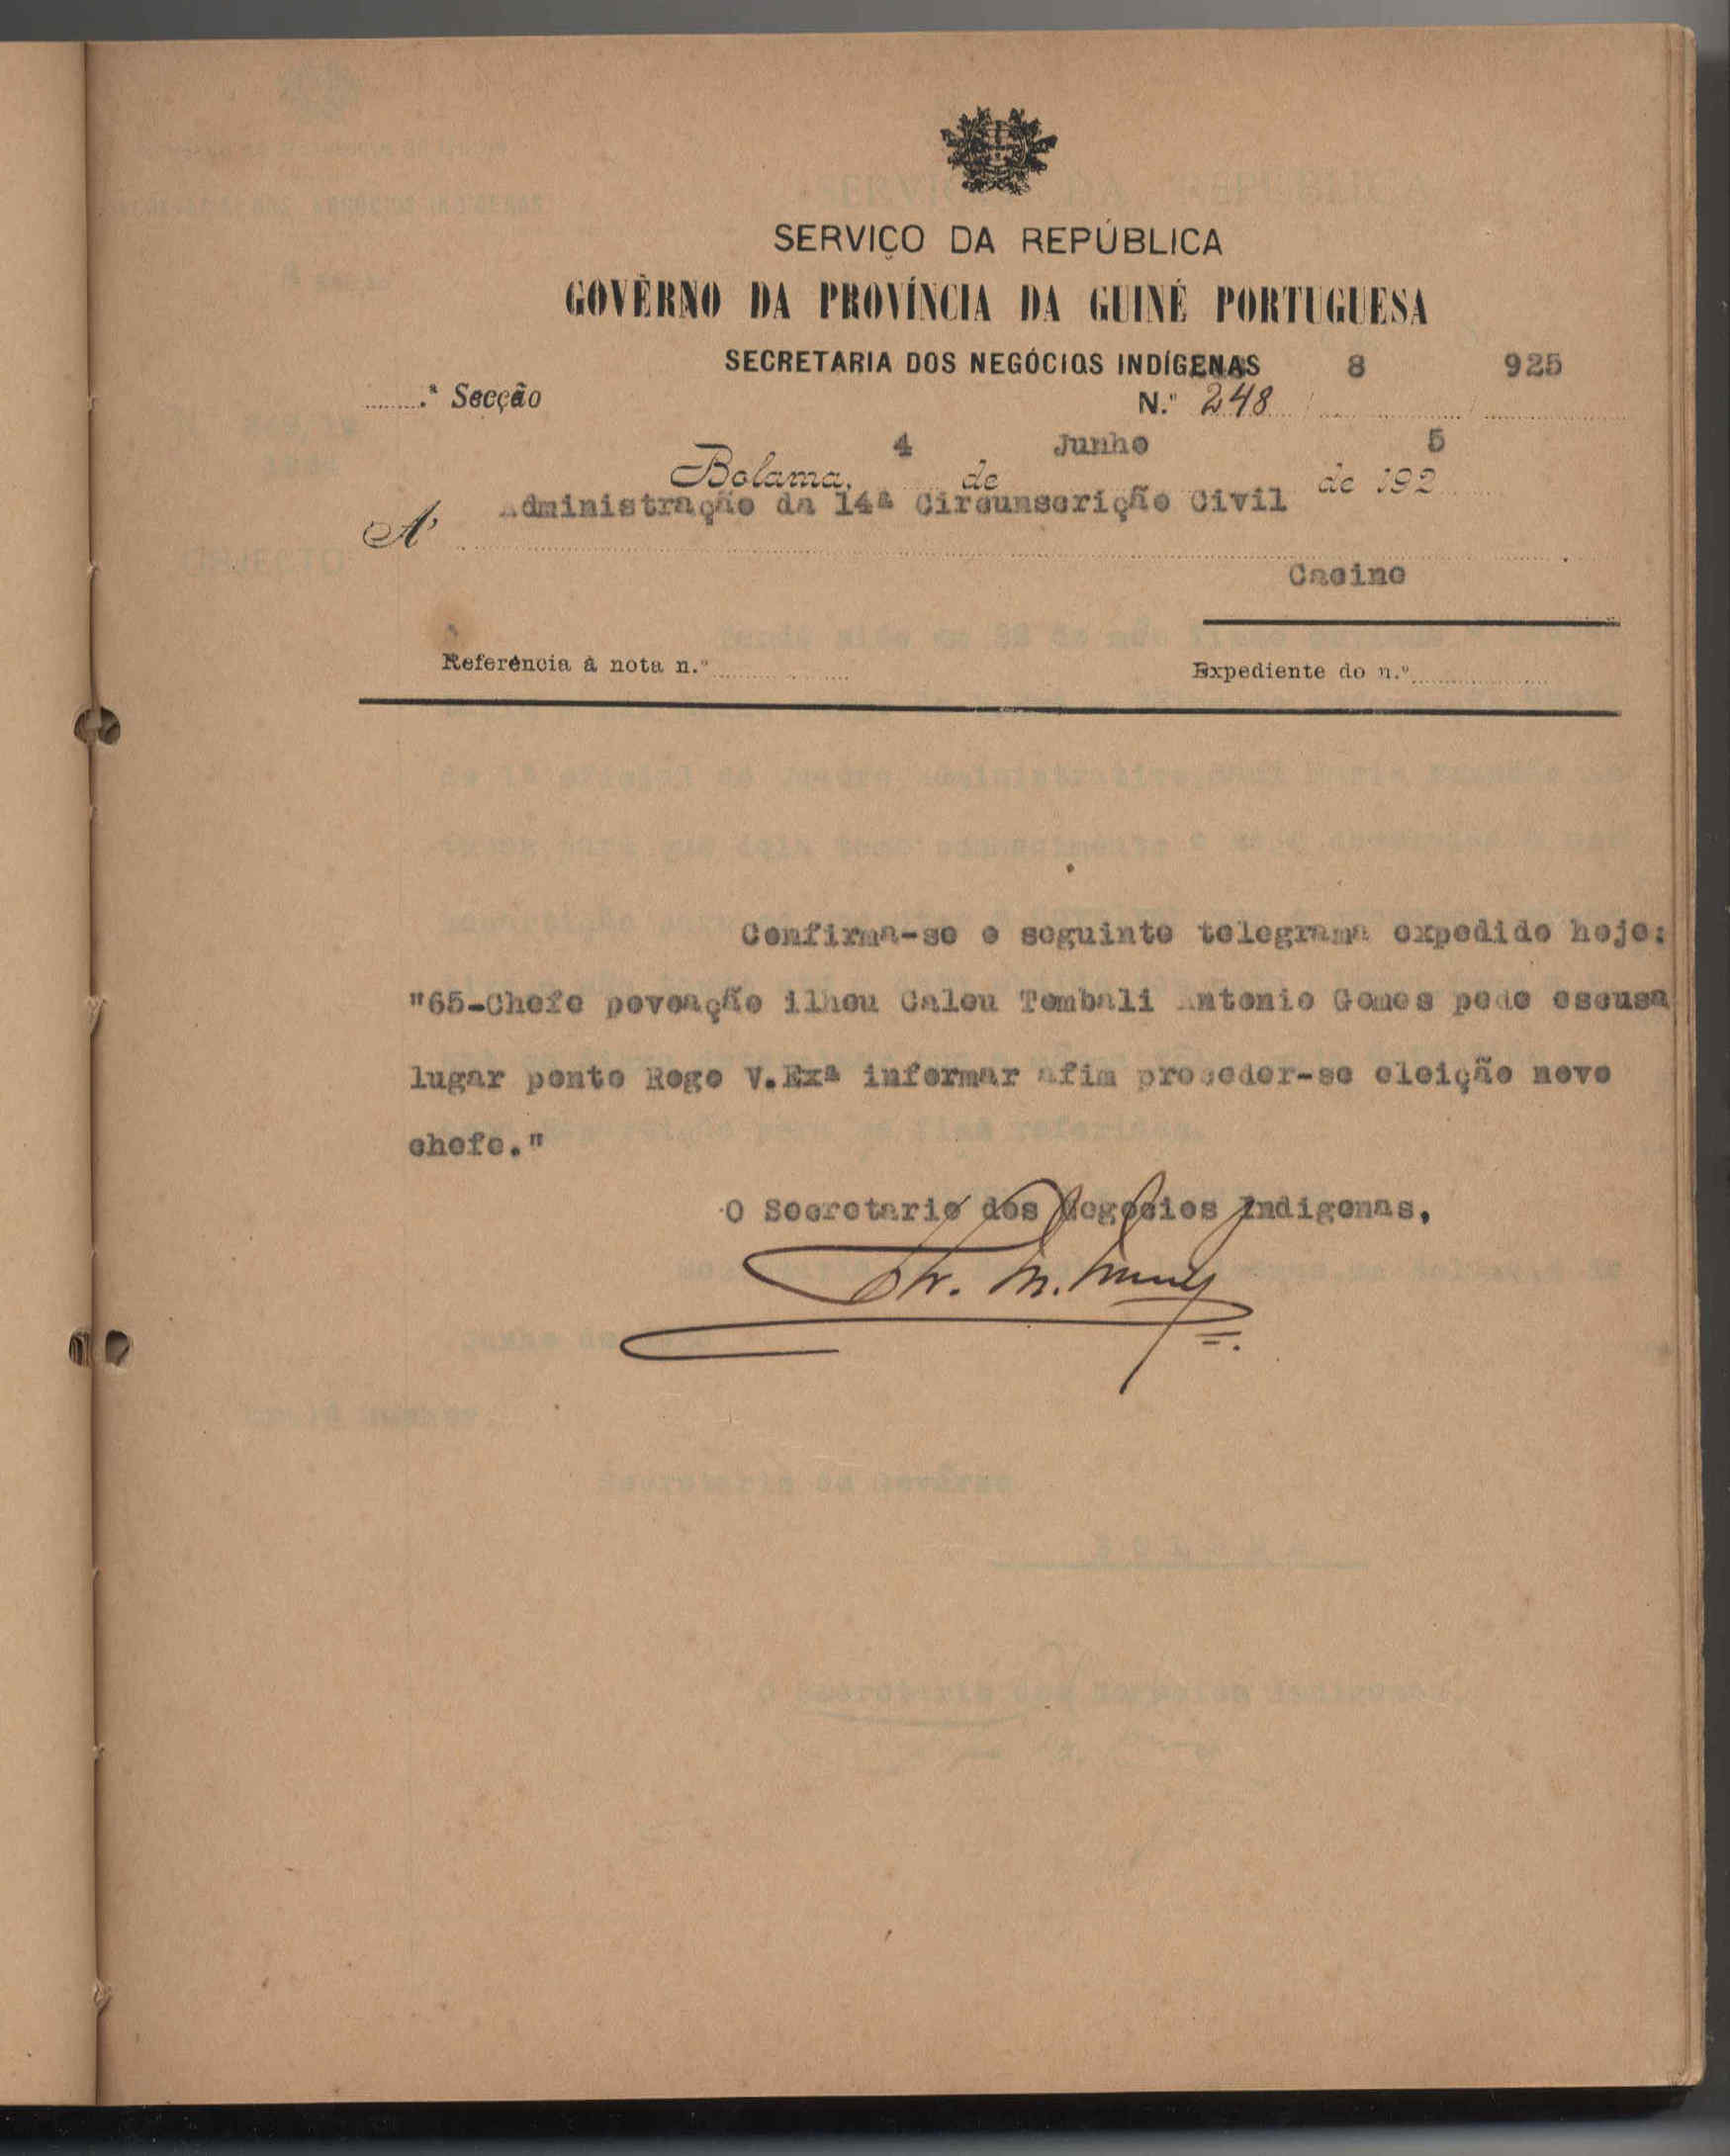 SERVIÇO DA REPÚBLICA
GOVÊRNO DA PROVÍNCIA DA GUINÉ PORTUGUESA
SECRETARIA DOS NEGÓCIOS INDÍGENAS 8 925
.ª Secção N.º 248 / /
Bolama, 4 de Junho de 1925
A' Administração da 14ª Circunscrição Civil
Cacine
Referência à nota n.º Expediente do n.º
Confirma-se o seguinte telegrama expedido hoje:
"65-Chefe povoação ilheu Caleu Tombali Antonio Gomes pede escusa
lugar ponto Rogo V.Exª informar afim proceder-se eleição novo
chefe."
O Secretario dos Negocios Indigenas,